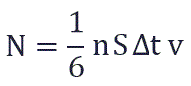 N = 1/6 n S Δt v